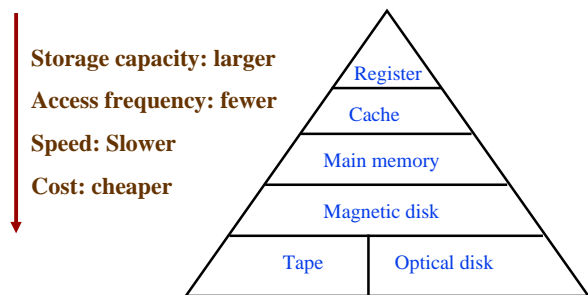 Storage capacity: larger
Access frequency: fewer
Speed: Slower
Cost: cheaper
Register
Cache
Main memory
Magnetic disk
Tape
Optical disk